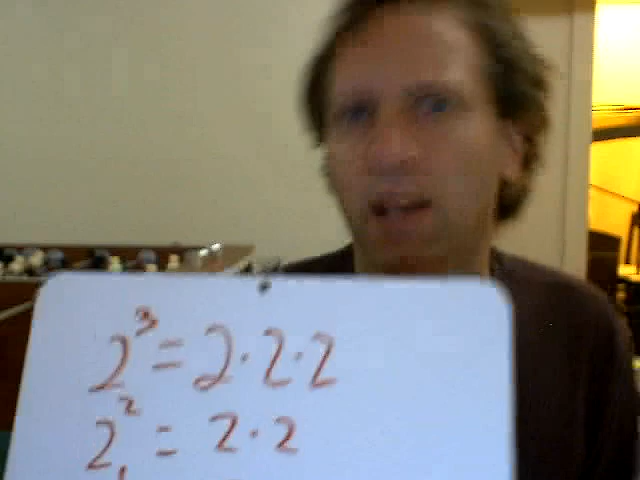 2³ = 2·2·2
2² = 2·2